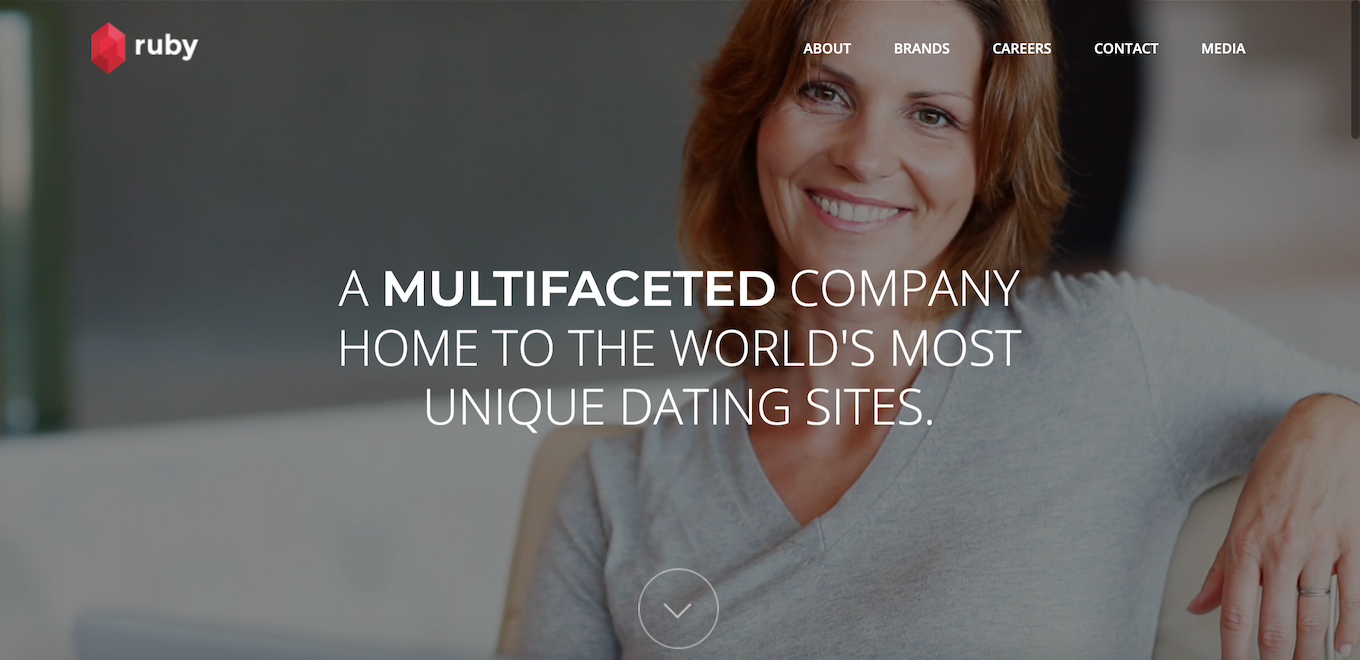 ruby
ABOUT BRANDS CAREERS CONTACT MEDIA
A MULTIFACETED COMPANY
HOME TO THE WORLD'S MOST
UNIQUE DATING SITES.